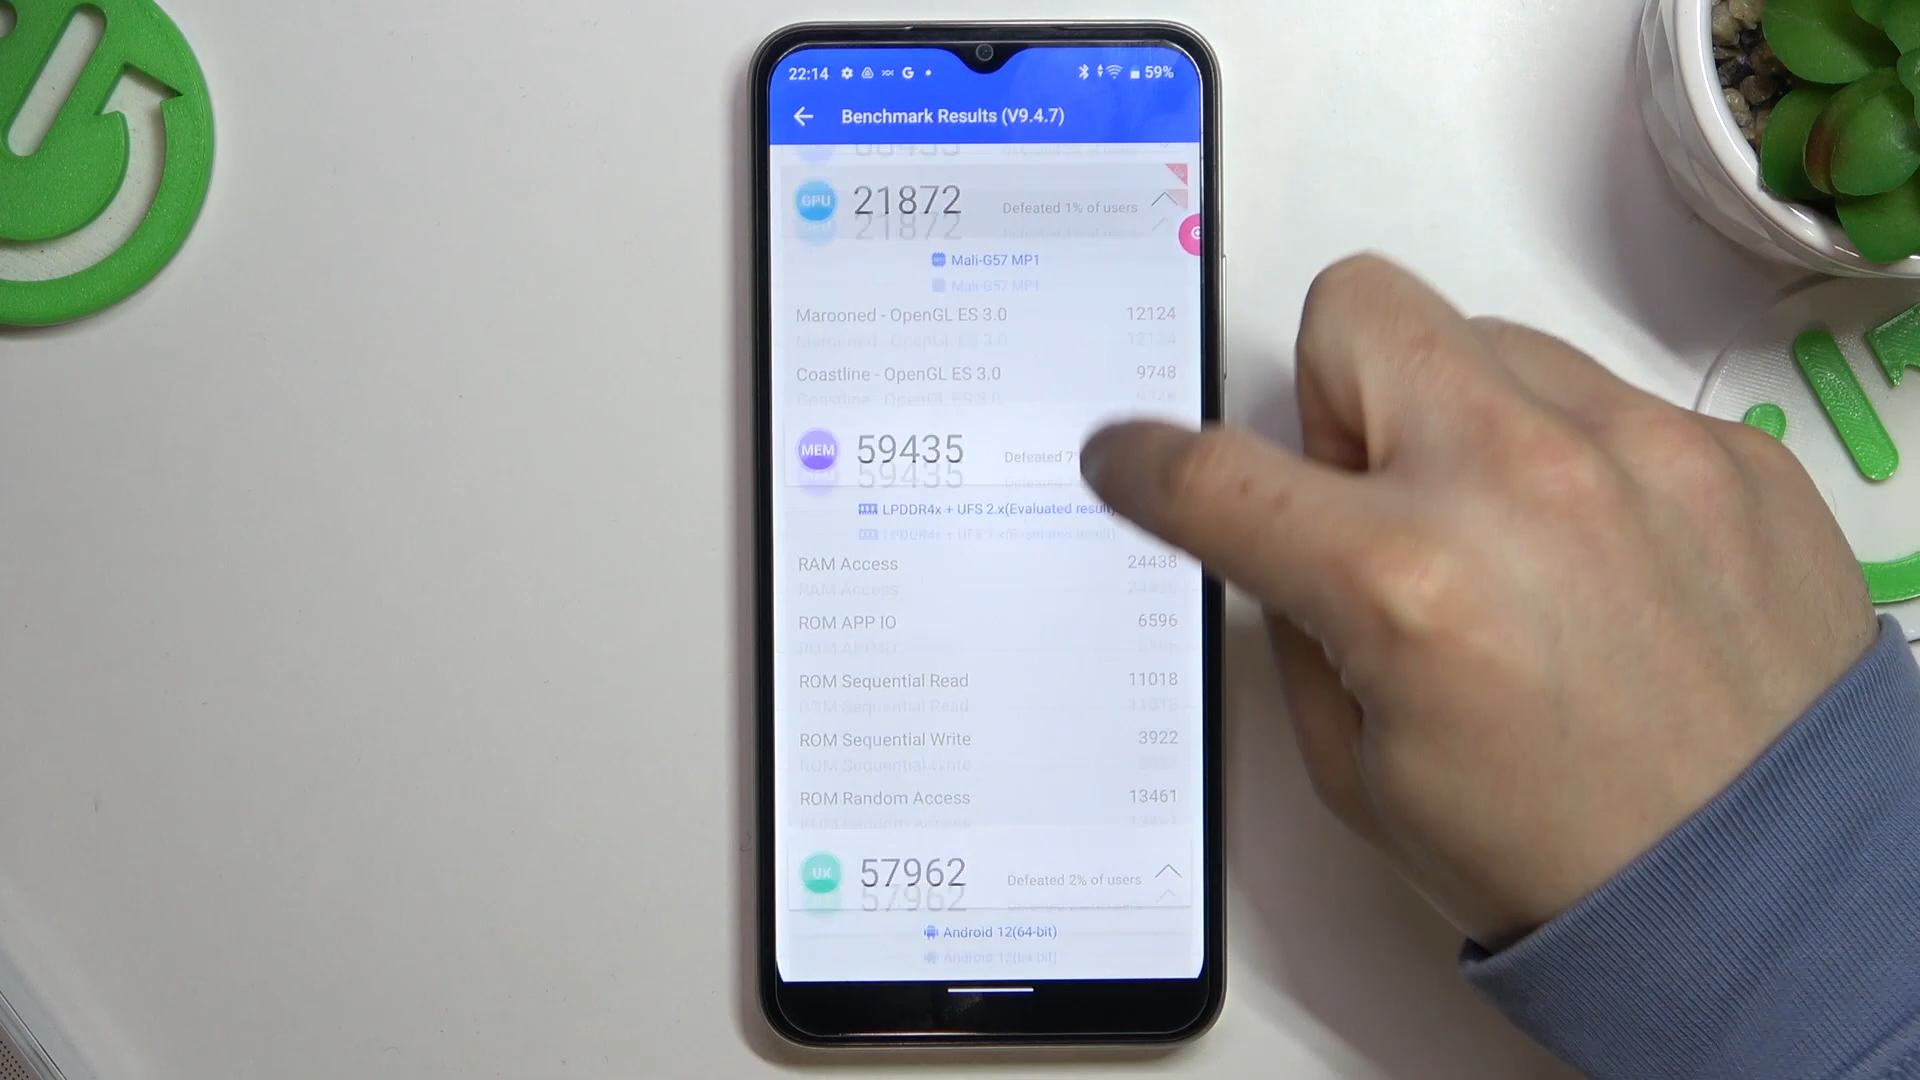 22:14 G 59%
Benchmark Results (V9.4.7)
GPU 21872 Defeated 1% of users
Mali-G57 MP1
Marooned - OpenGL ES 3.0 12124
Coastline - OpenGL ES 3.0 9748
MEM 59435 Defeated 7
LPDDR4x + UFS 2.x(Evaluated result)
RAM Access 24438
ROM APP IO 6596
ROM Sequential Read 11018
ROM Sequential Write 3922
ROM Random Access 13461
UX 57962 Defeated 2% of users
Android 12(64-bit)